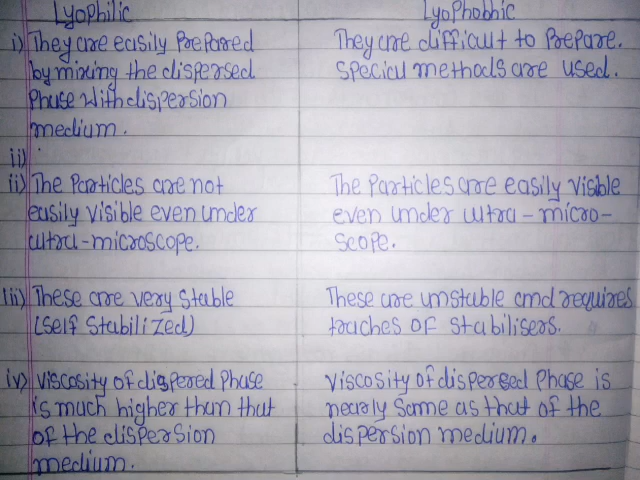 Lyophilic
i) They are easily Prepared
by mixing the dispersed
Phase with dispersion
medium.
ii)
ii) The Particles are not
easily visible even under
ultra-microscope.
iii) These are very stable
(self stabilized)
iv) Viscosity of dispered Phase
is much higher than that
of the dispersion
medium.
Lyophobhic
They are difficult to Prepare.
Special methods are used.
The Particles are easily visible
even under ultra-micro-
scope.
These are unstable and requires
traches of stabilisers.
Viscosity of dispersed Phase is
nearly same as that of the
dispersion medium.